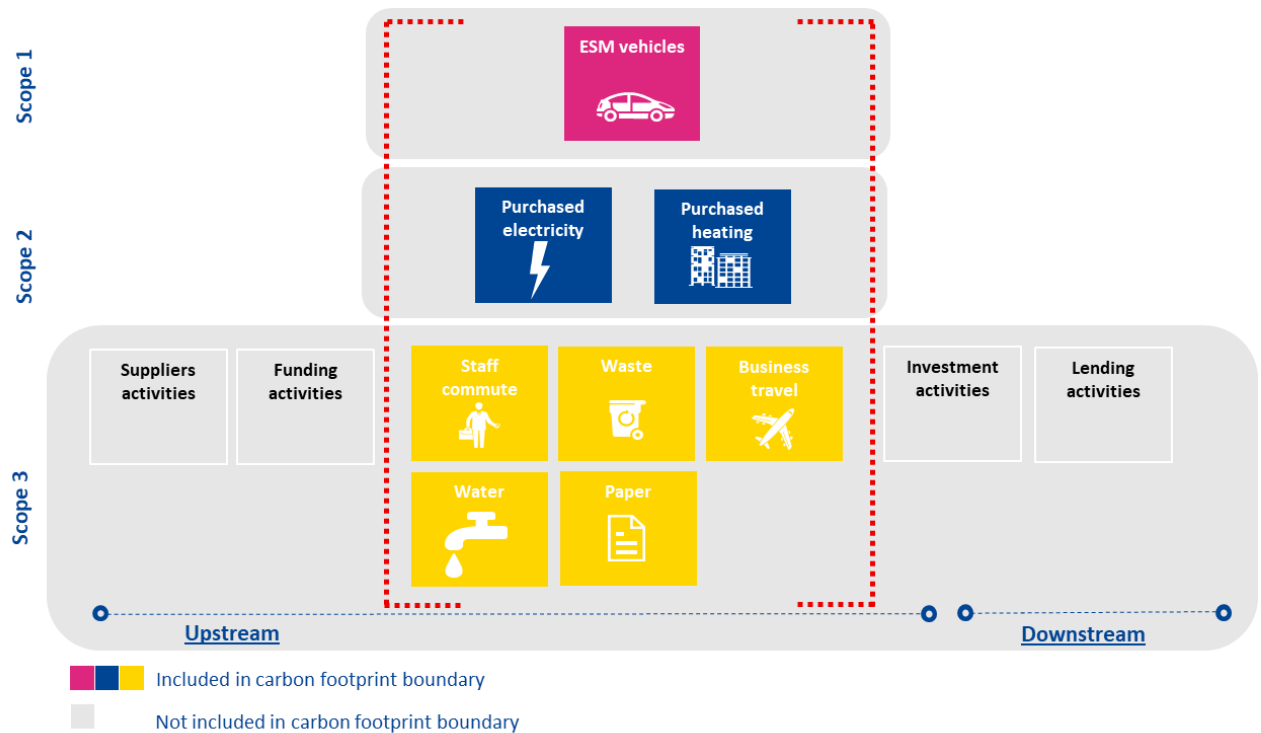 Scope 1
ESM vehicles
Scope 2
Purchased
electricity
Purchased
heating
Scope 3
Suppliers
activities
Funding
activities
Staff
commute
Waste
Business
travel
Investment
activities
Lending
activities
Water
Paper
Upstream
Downstream
Included in carbon footprint boundary
Not included in carbon footprint boundary